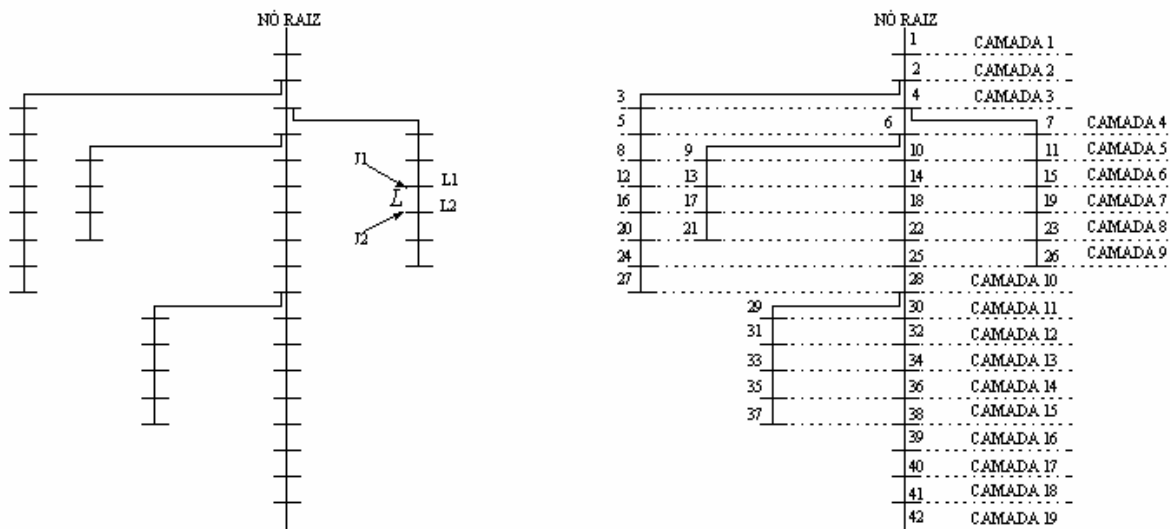 NÓ RAIZ
J1
L1
L
L2
J2
NÓ RAIZ
1 CAMADA 1
2 CAMADA 2
3 4 CAMADA 3
5 6 7 CAMADA 4
8 9 10 11 CAMADA 5
12 13 14 15 CAMADA 6
16 17 18 19 CAMADA 7
20 21 22 23 CAMADA 8
24 25 26 CAMADA 9
27 28 CAMADA 10
29 30 CAMADA 11
31 32 CAMADA 12
33 34 CAMADA 13
35 36 CAMADA 14
37 38 CAMADA 15
39 CAMADA 16
40 CAMADA 17
41 CAMADA 18
42 CAMADA 19